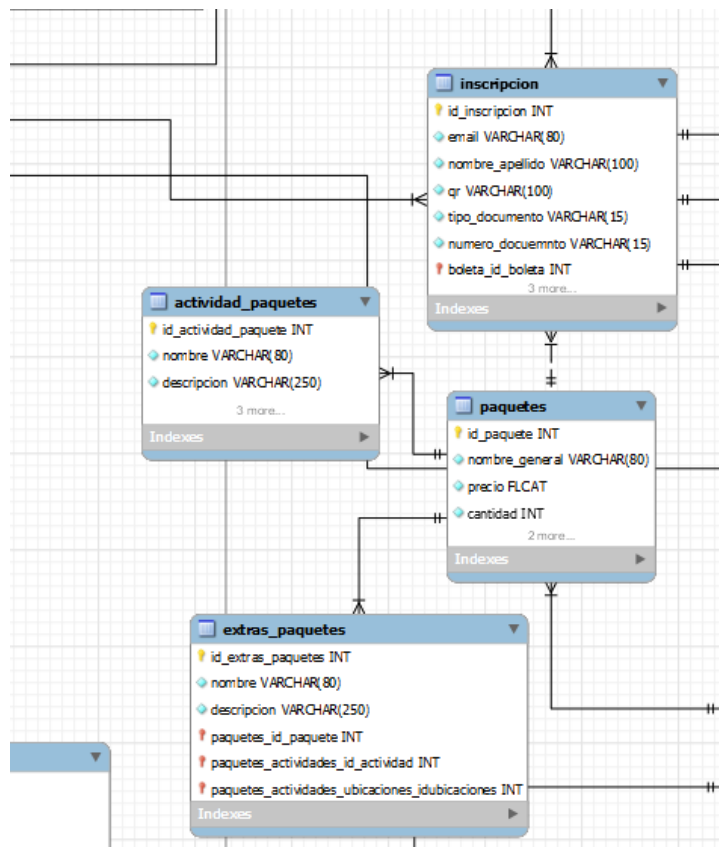 inscripcion
id_inscripcion INT
email VARCHAR(80)
nombre_apellido VARCHAR(100)
qr VARCHAR(100)
tipo_documento VARCHAR(15)
numero_docuemnto VARCHAR(15)
boleta_id_boleta INT
3 more...
Indexes
actividad_paquetes
id_actividad_paquete INT
nombre VARCHAR(80)
descripcion VARCHAR(250)
3 more...
Indexes
paquetes
id_paquete INT
nombre_general VARCHAR(80)
precio FLOAT
cantidad INT
2 more...
Indexes
extras_paquetes
id_extras_paquetes INT
nombre VARCHAR(80)
descripcion VARCHAR(250)
paquetes_id_paquete INT
paquetes_actividades_id_actividad INT
paquetes_actividades_ubicaciones_idubicaciones INT
Indexes